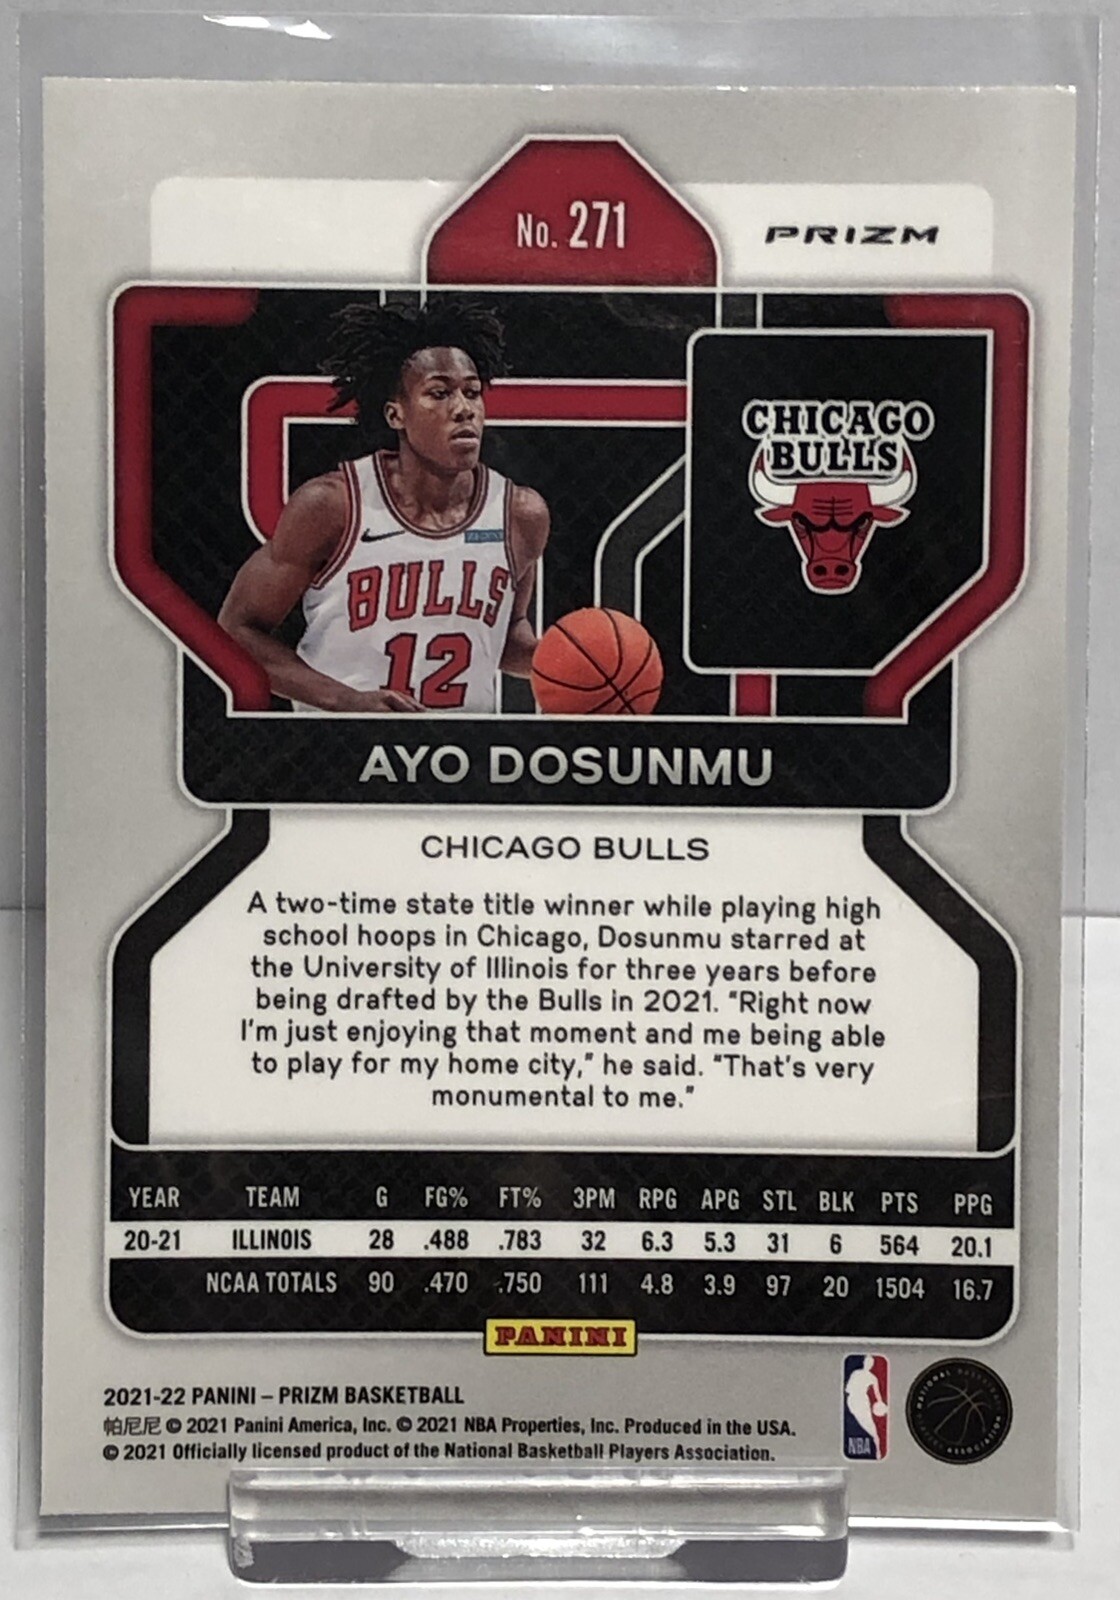 No. 271
PRIZM
CHICAGO
BULLS
BULLS
12
AYO DOSUNMU
CHICAGO BULLS
A two-time state title winner while playing high
school hoops in Chicago, Dosunmu starred at
the University of Illinois for three years before
being drafted by the Bulls in 2021. "Right now
I'm just enjoying that moment and me being able
to play for my home city," he said. "That's very
monumental to me."
YEAR TEAM G FG% FT% 3PM RPG APG STL BLK PTS PPG
20-21 ILLINOIS 28 .488 .783 32 6.3 5.3 31 6 564 20.1
NCAA TOTALS 90 .470 .750 111 4.8 3.9 97 20 1504 16.7
PANINI
2021-22 PANINI – PRIZM BASKETBALL
帕尼尼 © 2021 Panini America, Inc. © 2021 NBA Properties, Inc. Produced in the USA.
© 2021 Officially licensed product of the National Basketball Players Association.
NBA
NATIONAL BASKETBALL PLAYERS ASSOCIATION